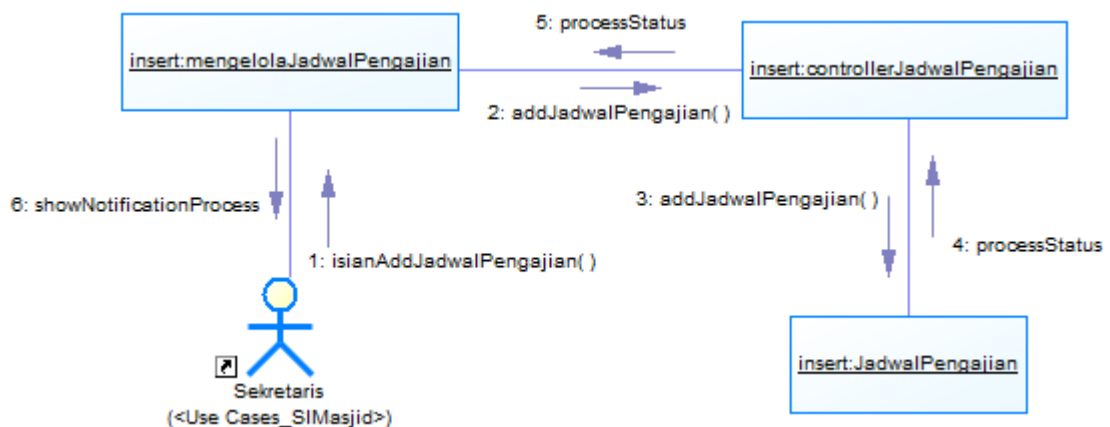 5: processStatus
insert:mengelolaJadwalPengajian
insert:controllerJadwalPengajian
2: addJadwalPengajian( )
6: showNotificationProcess
3: addJadwalPengajian( )
4: processStatus
1: isianAddJadwalPengajian( )
insert:JadwalPengajian
Sekretaris
(<Use Cases_SIMasjid>)